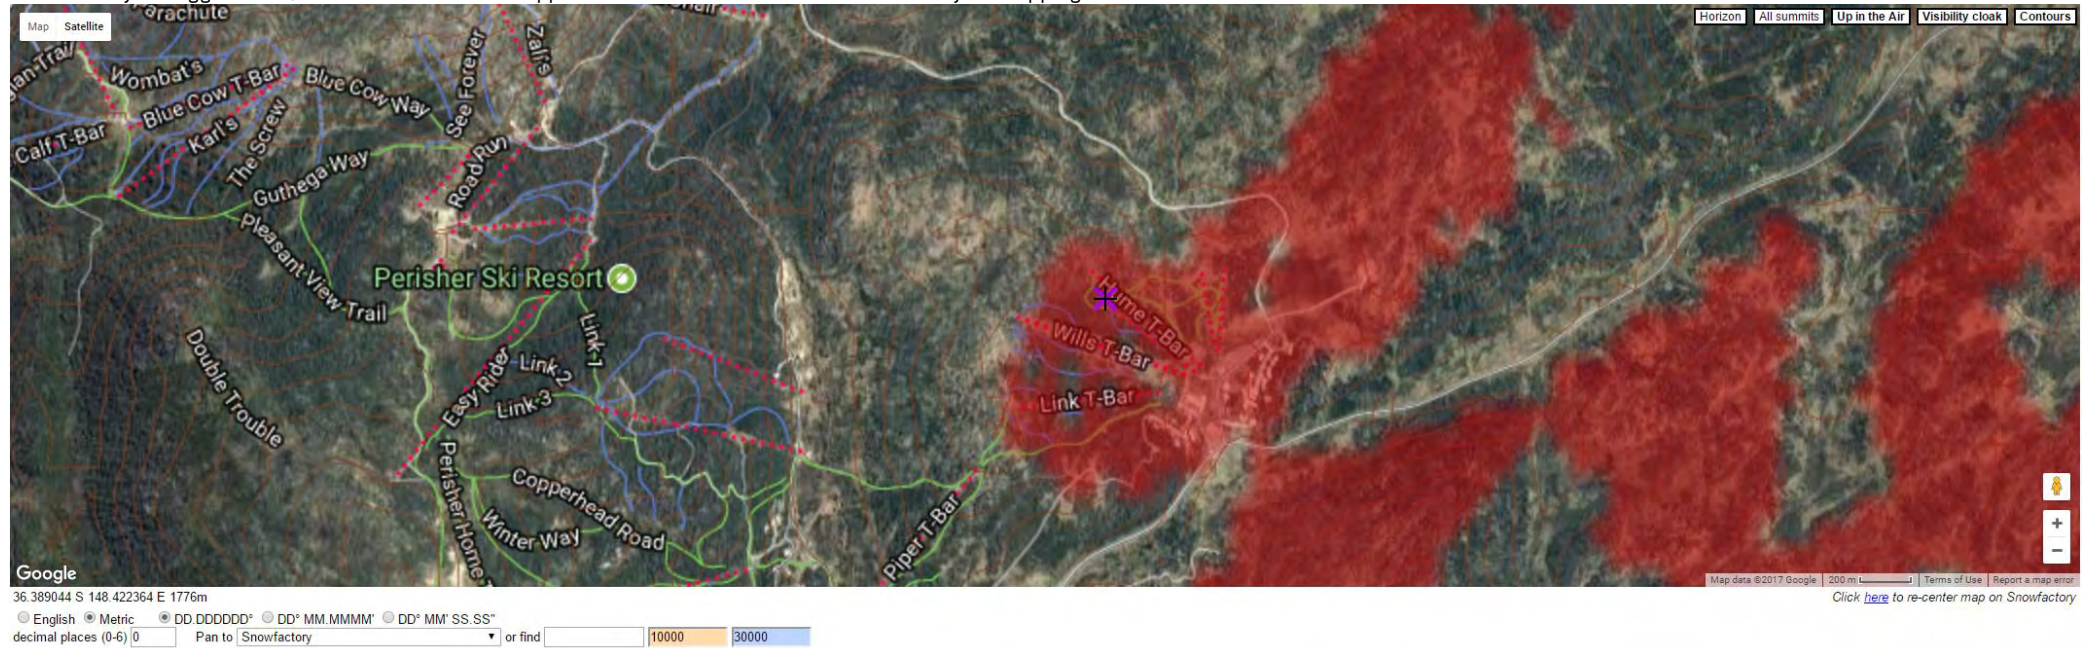 Parachute
Map
Satellite
Horizon
All summits
Up in the Air
Visibility cloak
Contours
Wombat's
Blue Cow T-Bar
Blue Cow Way
See Forever
Zali's
Calf T-Bar
Karl's
The Screw
Road Run
Guthega Way
Pleasant View Trail
Perisher Ski Resort
Hume T-Bar
Wills T-Bar
Link T-Bar
Double Trouble
Easy Rider
Link 1
Link 2
Link 3
Copperhead Road
Winter Way
Perisher Home
Piper T-Bar
Google
Map data ©2017 Google
200 m
Terms of Use
Report a map error
36.389044 S 148.422364 E 1776m
Click here to re-center map on Snowfactory
English Metric DD.DDDDDD° DD° MM.MMMM' DD° MM' SS.SS"
decimal places (0-6) 0 Pan to Snowfactory or find 10000 30000